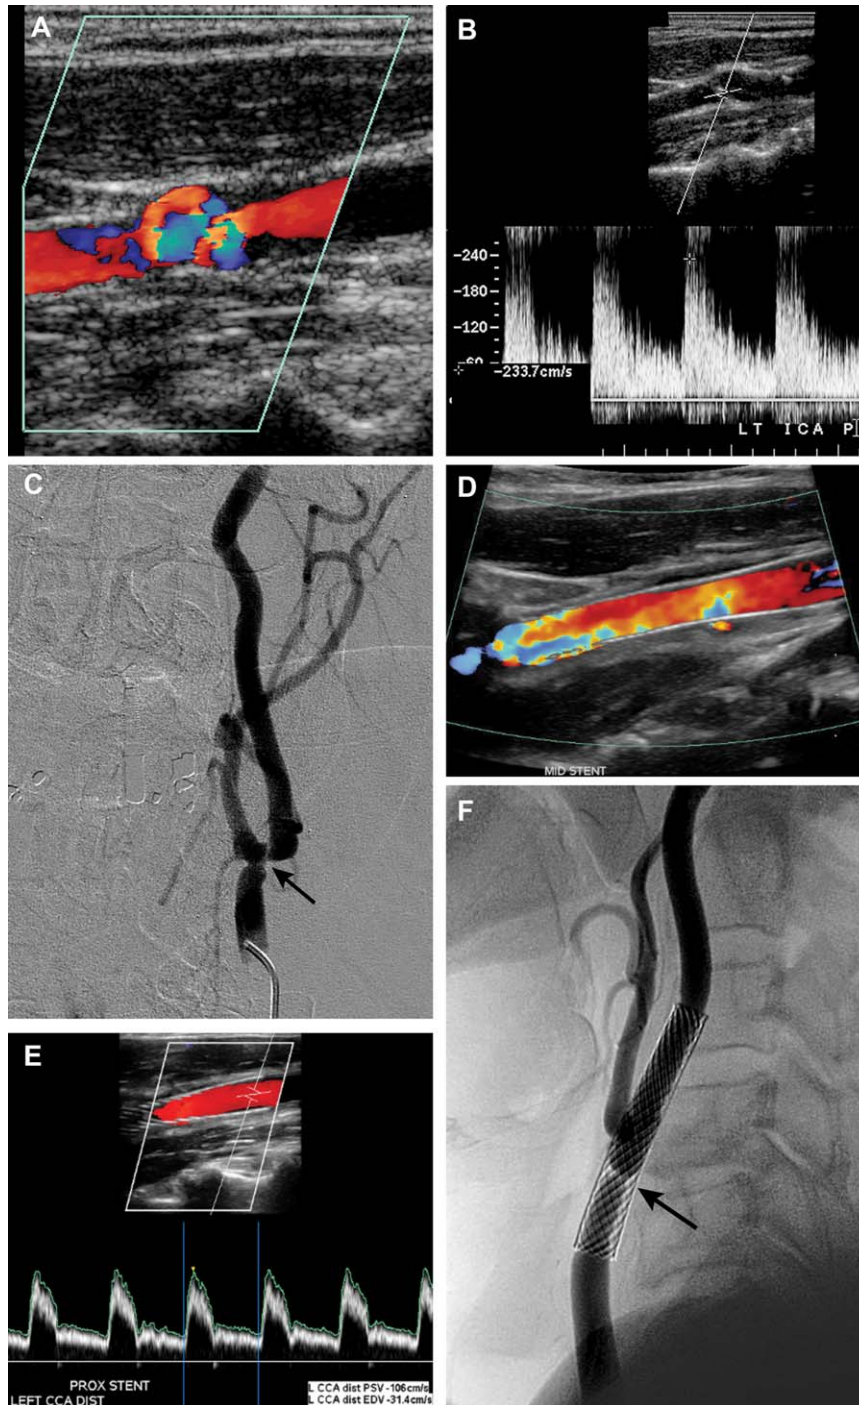 A
B
-240
-180
-120
-60
-233.7cm/s
LT ICA P
C
D
MID STENT
E
PROX STENT
LEFT CCA DIST
L CCA dist PSV -106cm/s
L CCA dist EDV -31.4cm/s
F